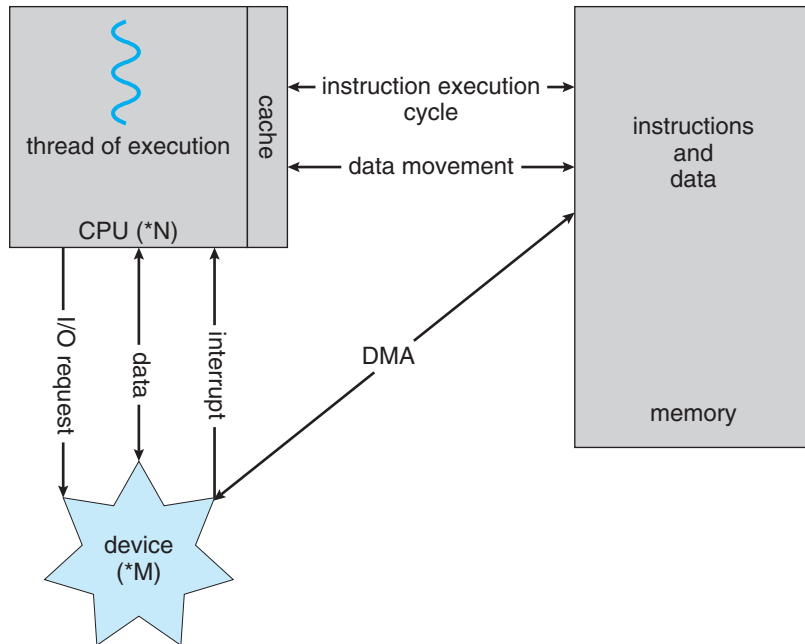 thread of execution
cache
CPU (*N)
instruction execution
cycle
data movement
instructions
and
data
memory
I/O request
data
interrupt
DMA
device
(*M)